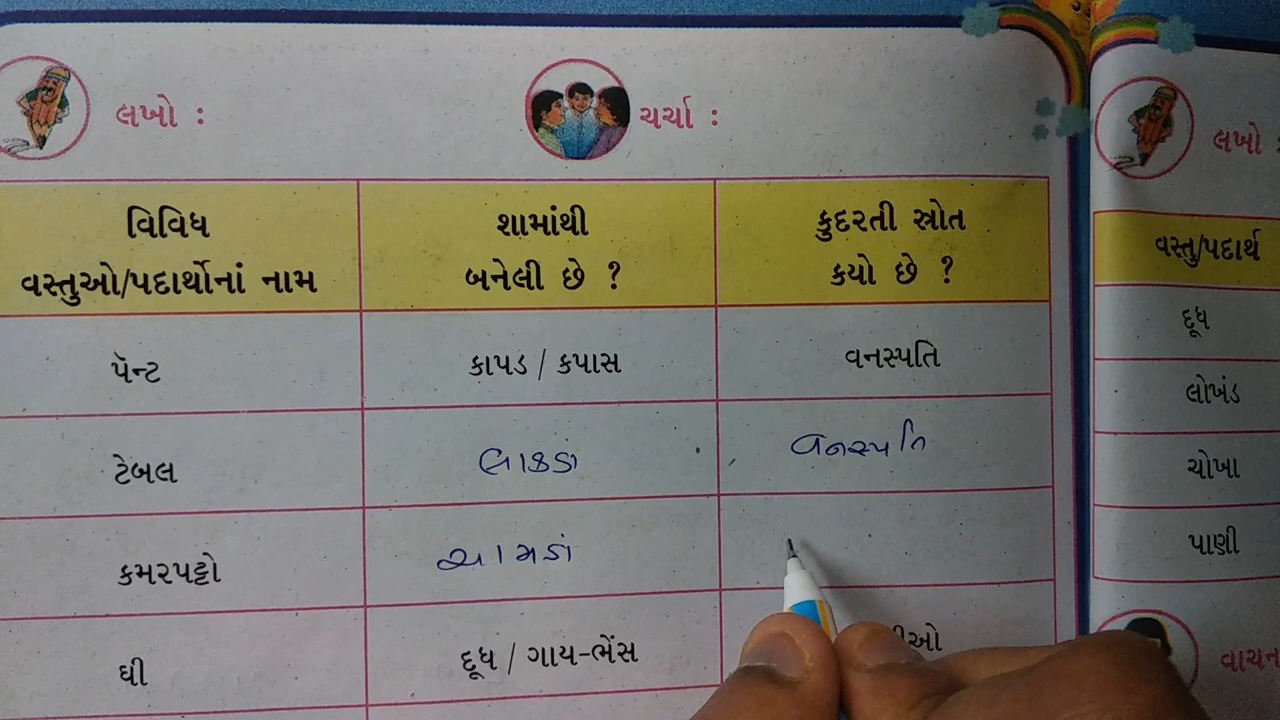 લખો :
ચર્ચા :
વિવિધ વસ્તુઓ/પદાર્થોનાં નામ
શામાંથી બનેલી છે ?
કુદરતી સ્રોત કયો છે ?
પૅન્ટ
કાપડ / કપાસ
વનસ્પતિ
ટેબલ
લાકડાં
વનસ્પતિ
કમરપટ્ટો
ચામડાં
ઘી
દૂધ / ગાય-ભેંસ
લખો :
વસ્તુ/પદાર્થ
દૂધ
લોખંડ
ચોખા
પાણી